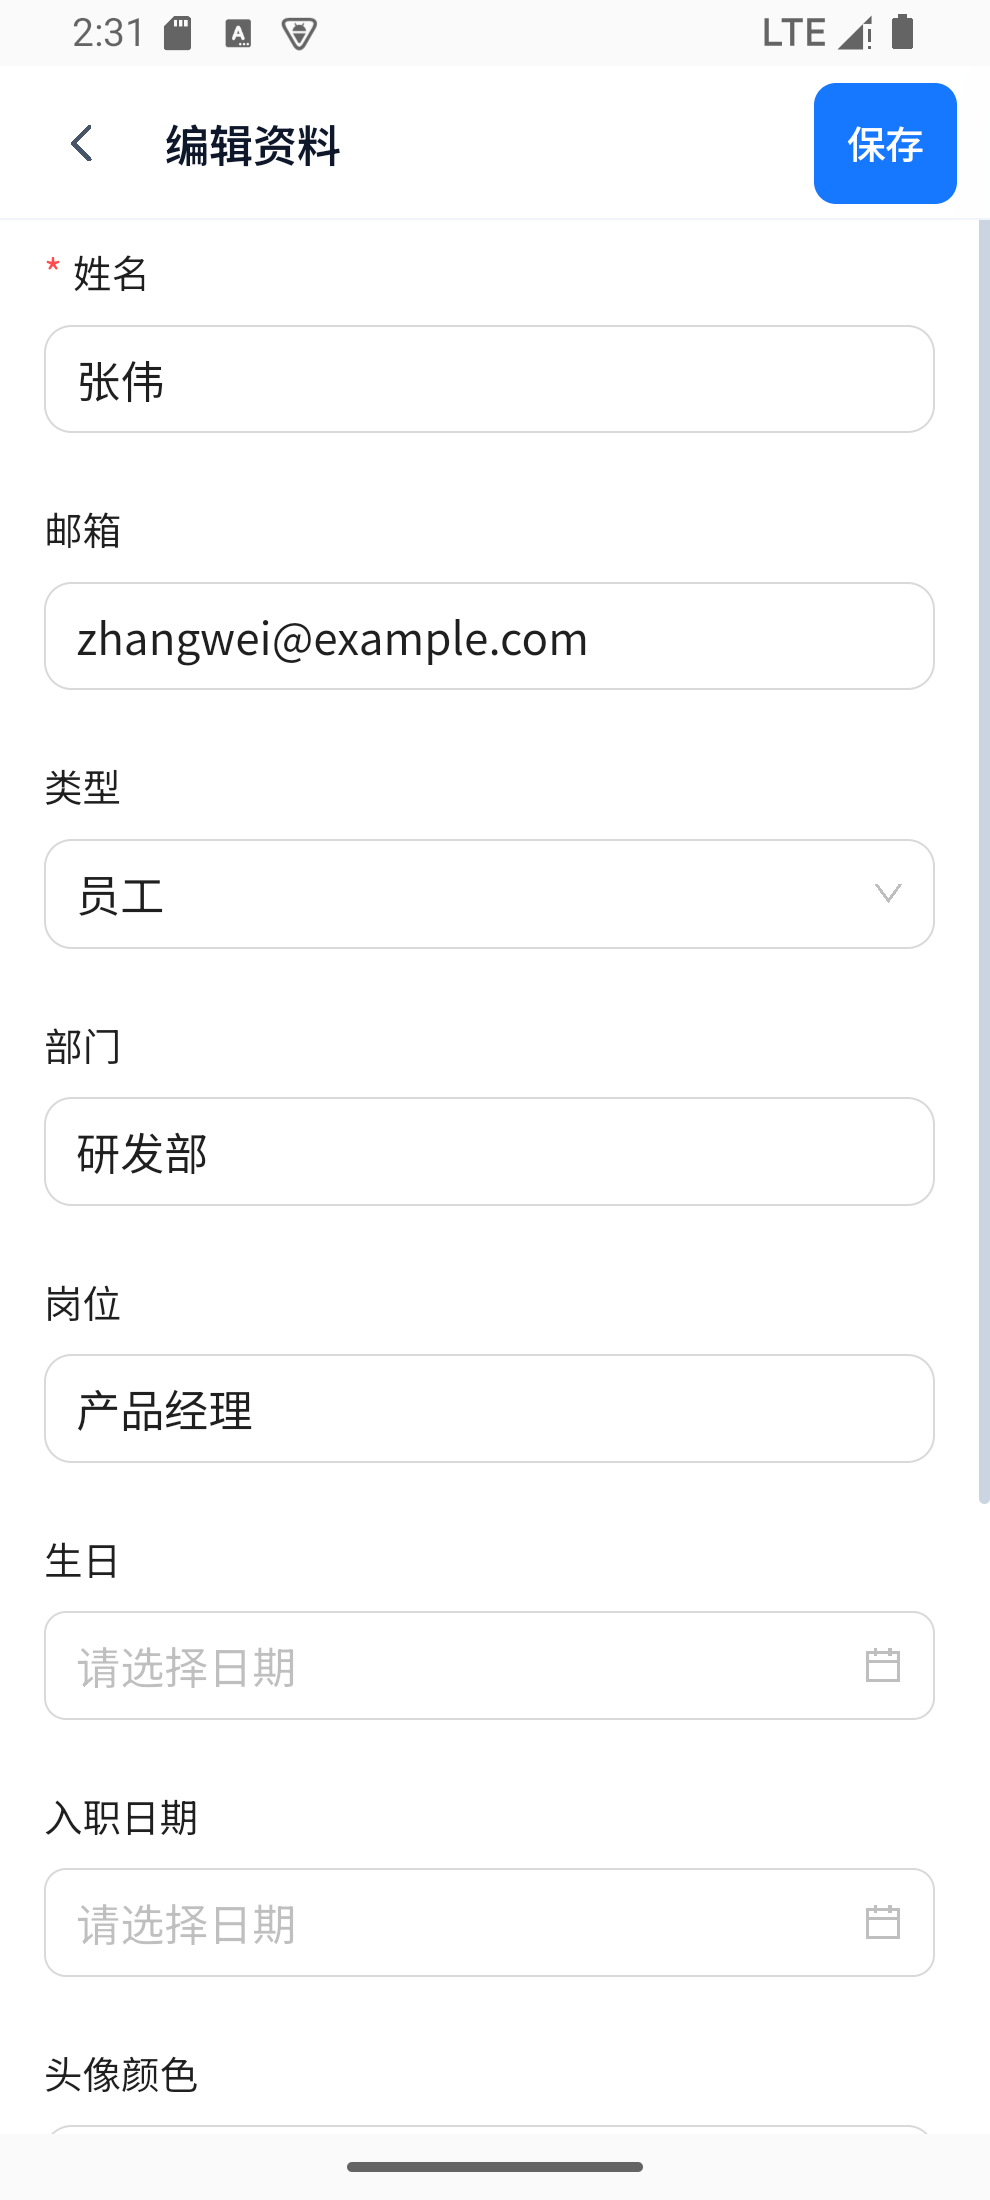 2:31
LTE
编辑资料
保存
* 姓名
张伟
邮箱
zhangwei@example.com
类型
员工
部门
研发部
岗位
产品经理
生日
请选择日期
入职日期
请选择日期
头像颜色